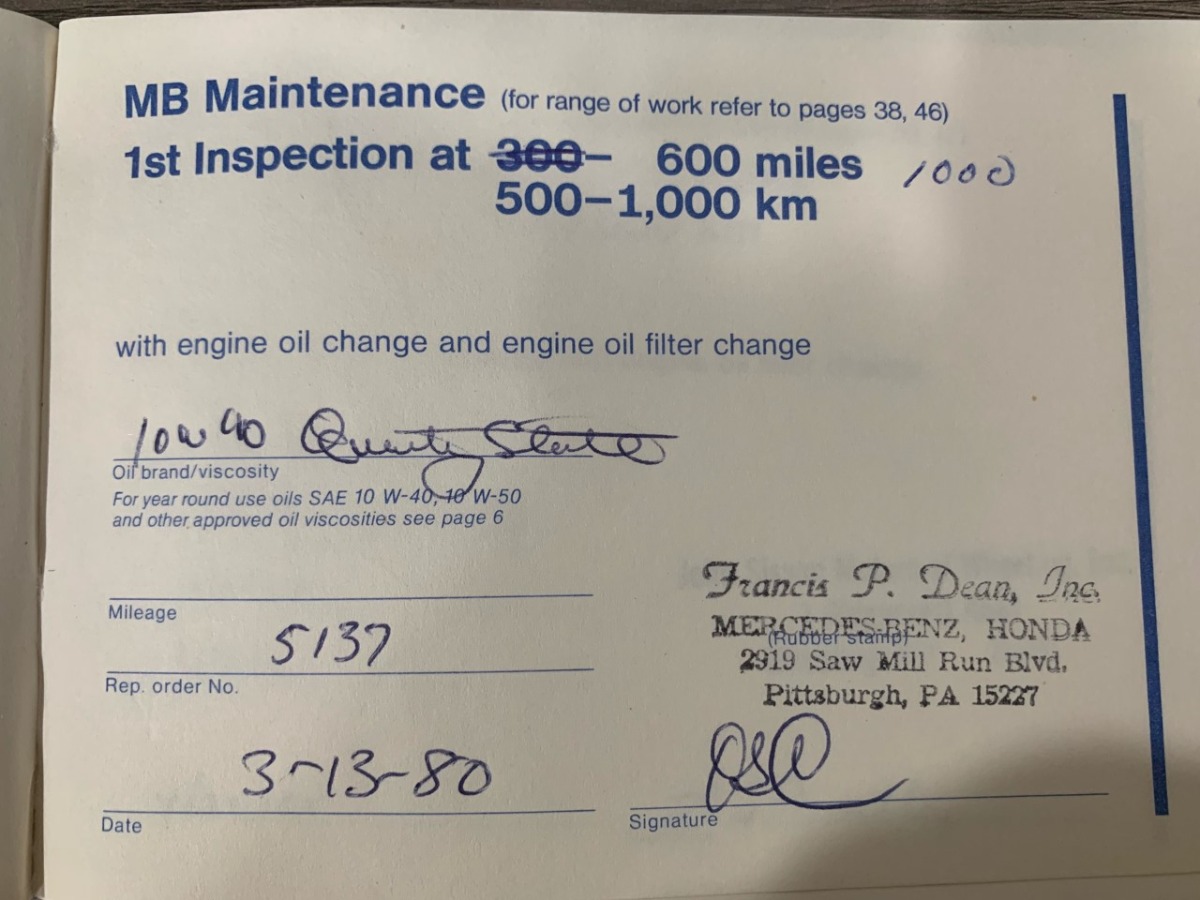 MB Maintenance (for range of work refer to pages 38, 46)
1st Inspection at 300– 600 miles 1000
500–1,000 km
with engine oil change and engine oil filter change
10w40 Quaker State
Oil brand/viscosity
For year round use oils SAE 10 W-40, 10 W-50
and other approved oil viscosities see page 6
Mileage
5137
Rep. order No.
3-13-80
Date
Francis P. Dean, Inc.
MERCEDES-BENZ, HONDA
(Rubber stamp)
2919 Saw Mill Run Blvd.
Pittsburgh, PA 15227
Signature